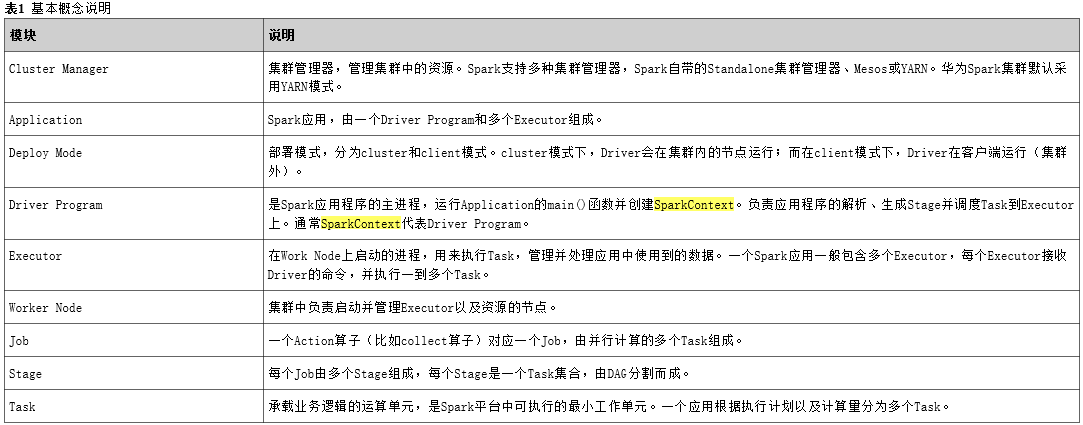 表1 基本概念说明
模块 说明
Cluster Manager 集群管理器，管理集群中的资源。Spark支持多种集群管理器，Spark自带的Standalone集群管理器、Mesos或YARN。华为Spark集群默认采
用YARN模式。
Application Spark应用，由一个Driver Program和多个Executor组成。
Deploy Mode 部署模式，分为cluster和client模式。cluster模式下，Driver会在集群内的节点运行；而在client模式下，Driver在客户端运行（集群
外）。
Driver Program 是Spark应用程序的主进程，运行Application的main()函数并创建SparkContext。负责应用程序的解析、生成Stage并调度Task到Executor
上。通常SparkContext代表Driver Program。
Executor 在Work Node上启动的进程，用来执行Task，管理并处理应用中使用到的数据。一个Spark应用一般包含多个Executor，每个Executor接收
Driver的命令，并执行一到多个Task。
Worker Node 集群中负责启动并管理Executor以及资源的节点。
Job 一个Action算子（比如collect算子）对应一个Job，由并行计算的多个Task组成。
Stage 每个Job由多个Stage组成，每个Stage是一个Task集合，由DAG分割而成。
Task 承载业务逻辑的运算单元，是Spark平台中可执行的最小工作单元。一个应用根据执行计划以及计算量分为多个Task。